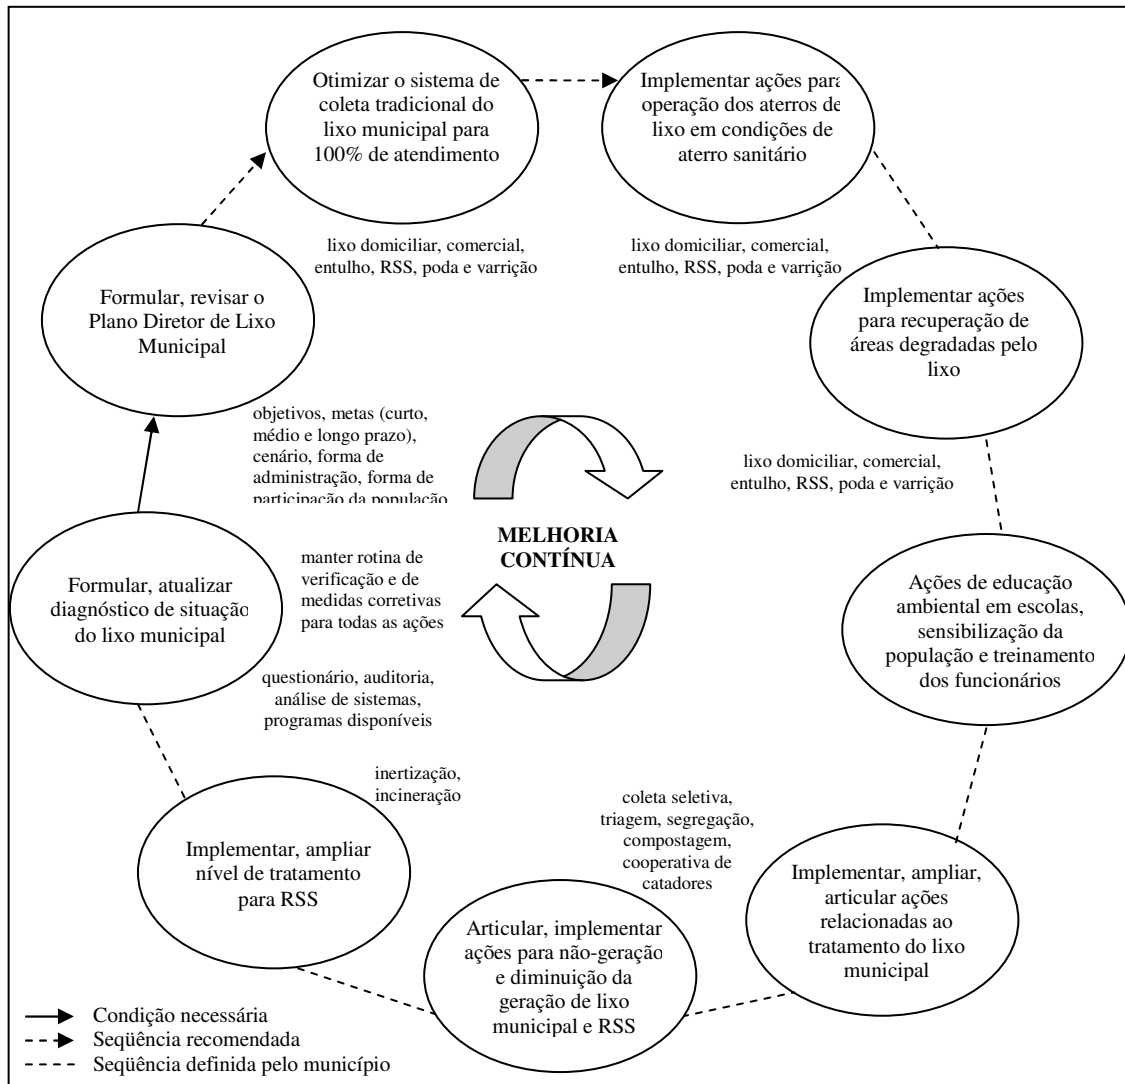 Otimizar o sistema de
coleta tradicional do
lixo municipal para
100% de atendimento
Implementar ações para
operação dos aterros de
lixo em condições de
aterro sanitário
lixo domiciliar, comercial,
entulho, RSS, poda e varrição
lixo domiciliar, comercial,
entulho, RSS, poda e varrição
Formular, revisar o
Plano Diretor de Lixo
Municipal
Implementar ações
para recuperação de
áreas degradadas pelo
lixo
objetivos, metas (curto,
médio e longo prazo),
cenário, forma de
administração, forma de
participação da população
lixo domiciliar, comercial,
entulho, RSS, poda e varrição
MELHORIA
CONTÍNUA
Formular, atualizar
diagnóstico de situação
do lixo municipal
manter rotina de
verificação e de
medidas corretivas
para todas as ações
Ações de educação
ambiental em escolas,
sensibilização da
população e treinamento
dos funcionários
questionário, auditoria,
análise de sistemas,
programas disponíveis
inertização,
incineração
coleta seletiva,
triagem, segregação,
compostagem,
cooperativa de
catadores
Implementar, ampliar
nível de tratamento
para RSS
Articular, implementar
ações para não-geração
e diminuição da
geração de lixo
municipal e RSS
Implementar, ampliar,
articular ações
relacionadas ao
tratamento do lixo
municipal
Condição necessária
Seqüência recomendada
Seqüência definida pelo município